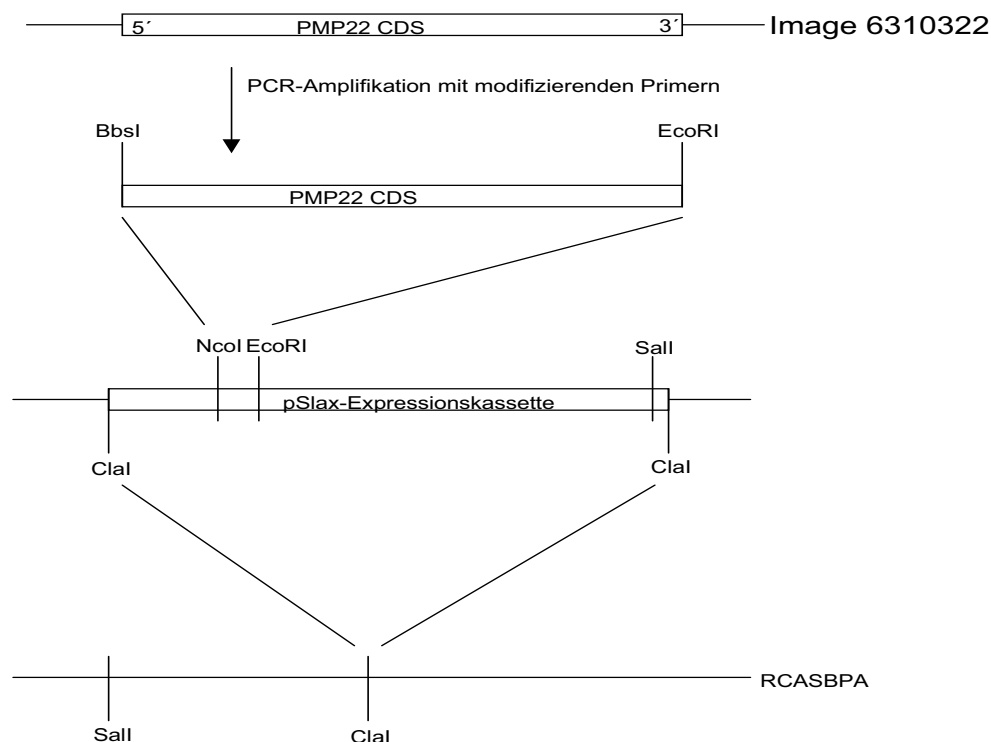 5´ PMP22 CDS 3´ Image 6310322
PCR-Amplifikation mit modifizierenden Primern
BbsI EcoRI
PMP22 CDS
NcoI EcoRI SalI
pSlax-Expressionskassette
ClaI ClaI
RCASBPA
SalI ClaI